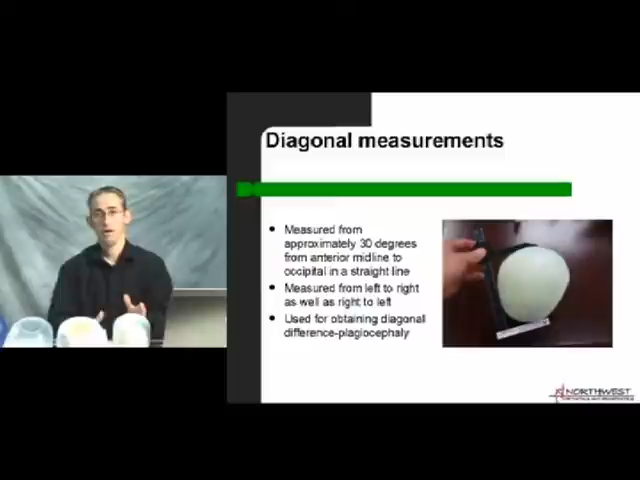 Diagonal measurements
• Measured from
approximately 30 degrees
from anterior midline to
occipital in a straight line
• Measured from left to right
as well as right to left
• Used for obtaining diagonal
difference-plagiocephaly
NORTHWEST